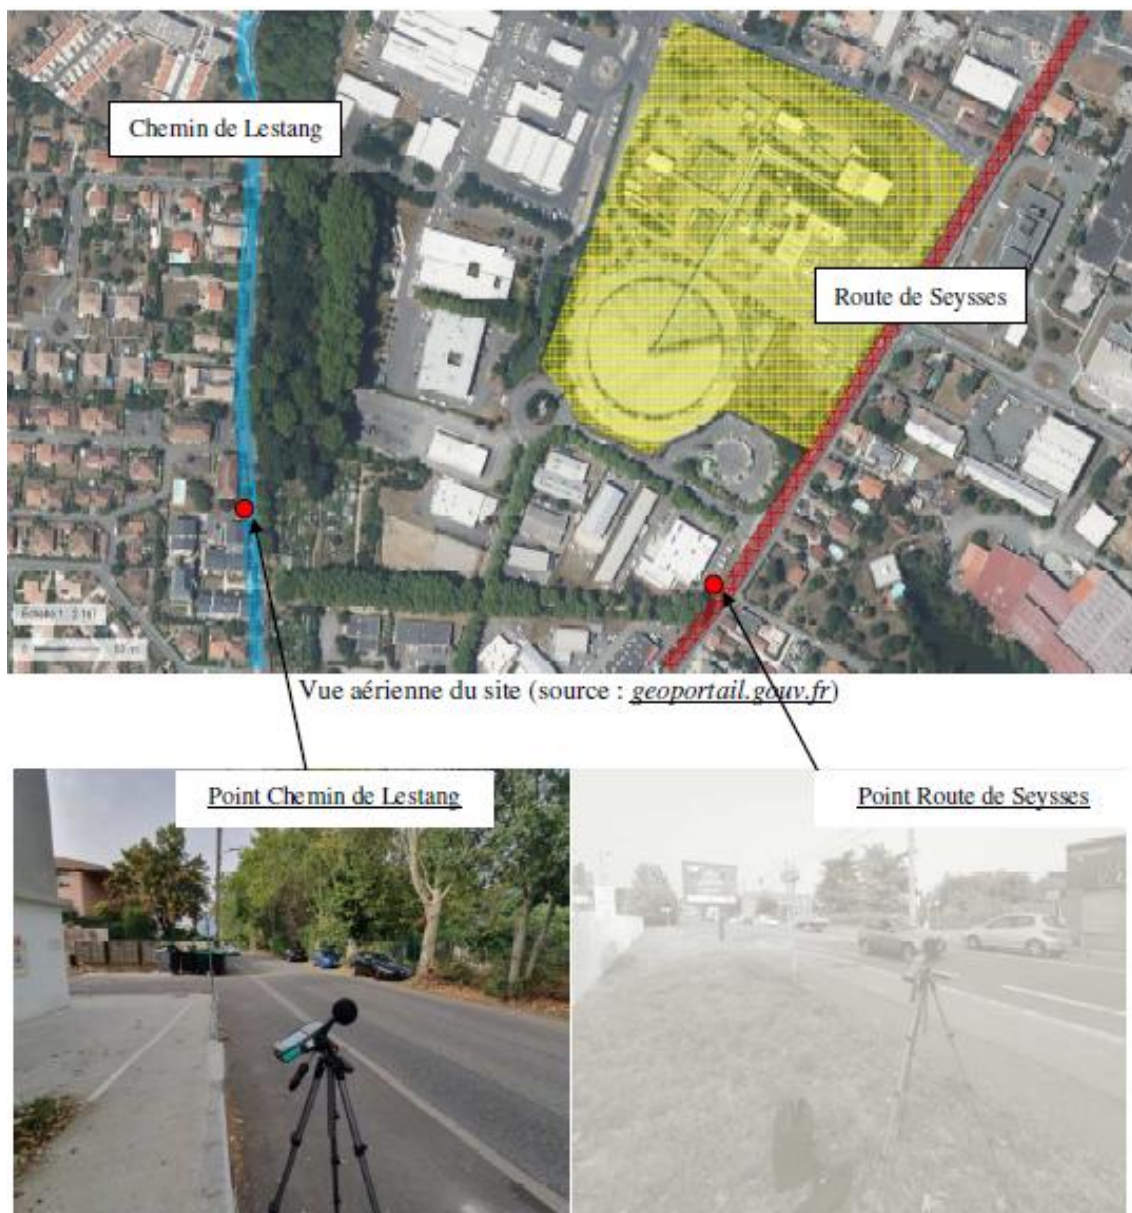 Chemin de Lestang
Route de Seysses
Vue aérienne du site (source : geoportail.gouv.fr)
Point Chemin de Lestang
Point Route de Seysses